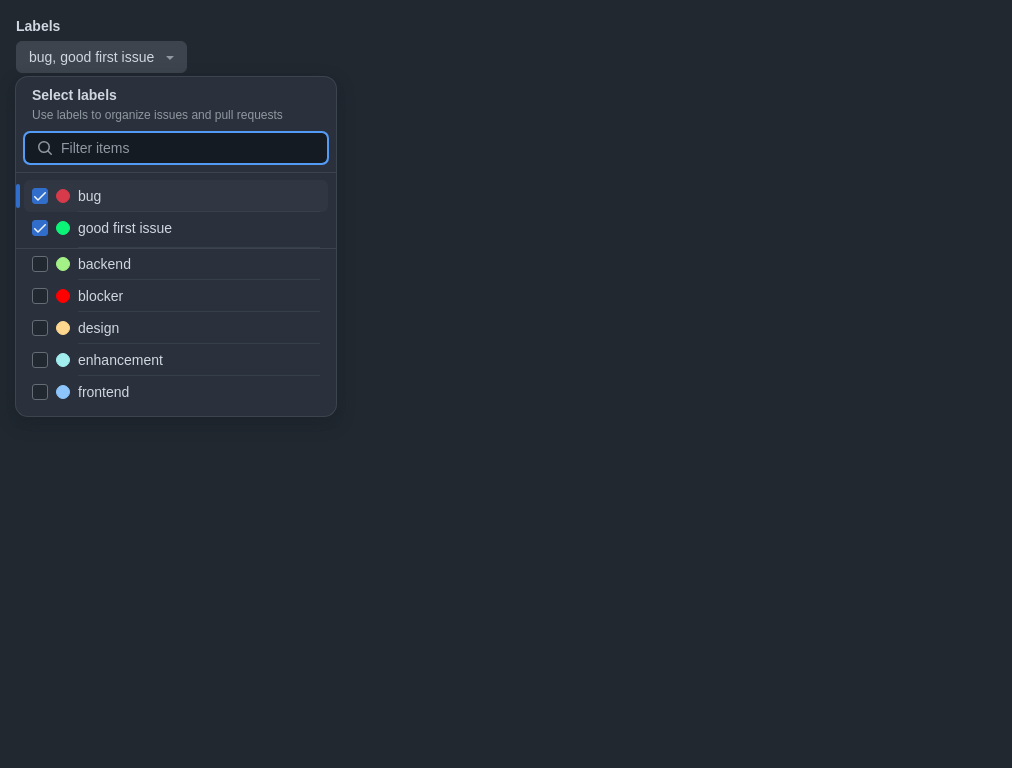 Labels
bug, good first issue
Select labels
Use labels to organize issues and pull requests
Filter items
bug
good first issue
backend
blocker
design
enhancement
frontend